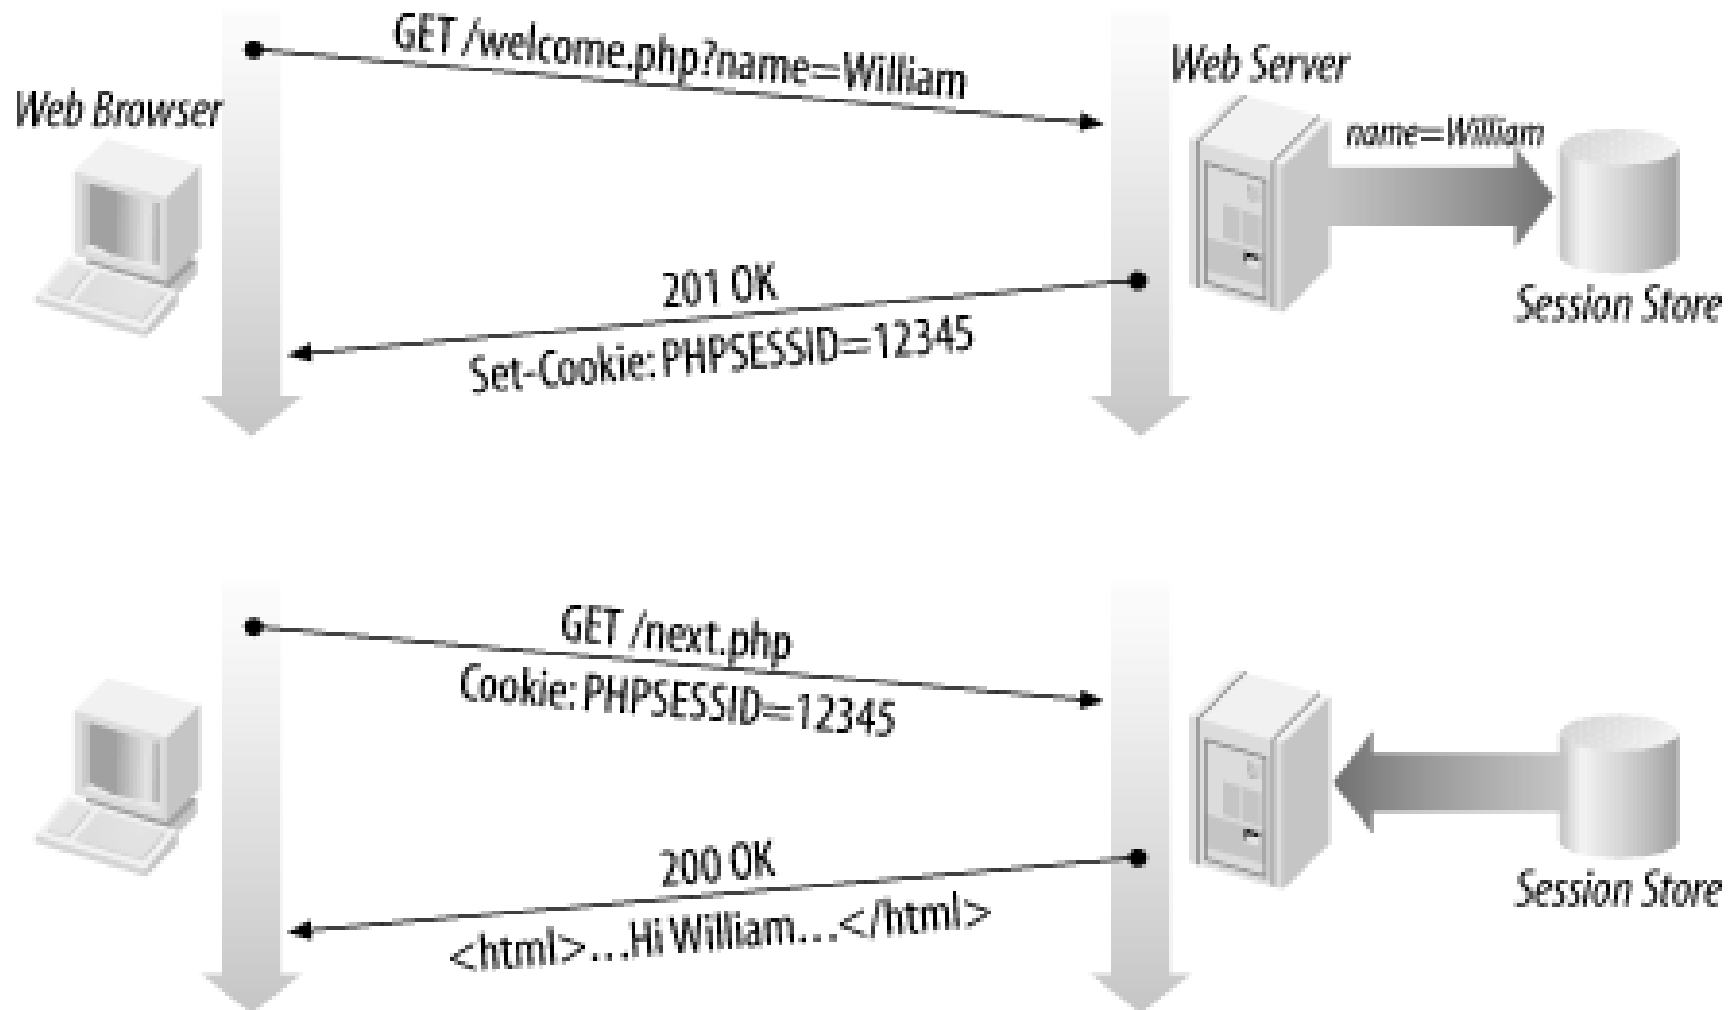 GET /welcome.php?name=William
Web Server
Web Browser
name=William
201 OK
Set-Cookie: PHPSESSID=12345
Session Store
GET /next.php
Cookie: PHPSESSID=12345
200 OK
<html>...Hi William...</html>
Session Store